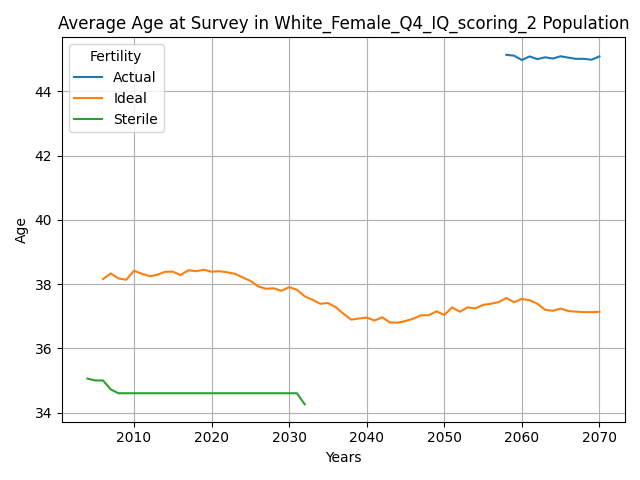 Average Age at Survey in White_Female_Q4_IQ_scoring_2 Population
Fertility
Actual
Ideal
Sterile
Age
44
42
40
38
36
34
2010 2020 2030 2040 2050 2060 2070
Years